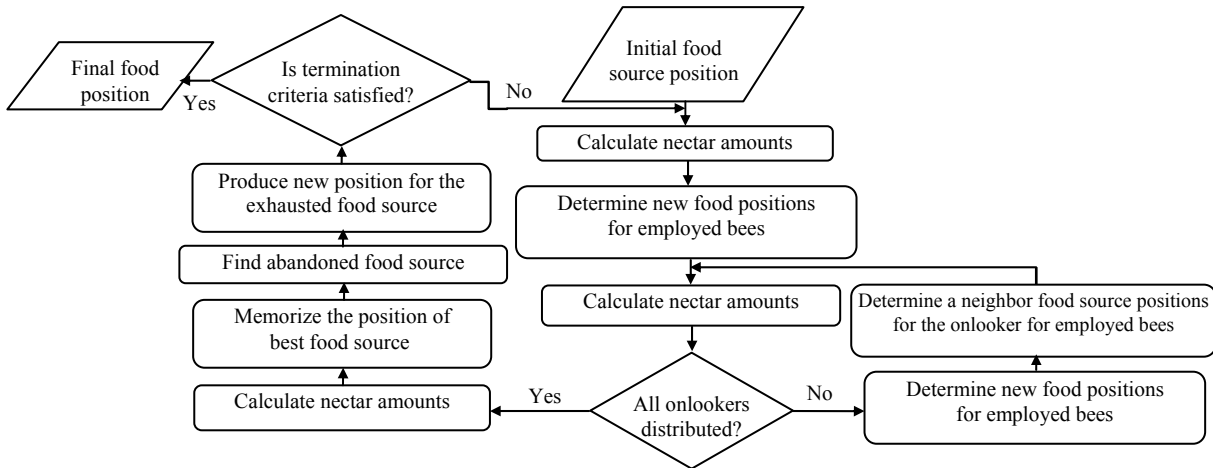 Final food
position
Yes
Is termination
criteria satisfied?
No
Initial food
source position
Calculate nectar amounts
Determine new food positions
for employed bees
Calculate nectar amounts
Determine a neighbor food source positions
for the onlooker for employed bees
All onlookers
distributed?
No
Determine new food positions
for employed bees
Yes
Calculate nectar amounts
Memorize the position of
best food source
Find abandoned food source
Produce new position for the
exhausted food source